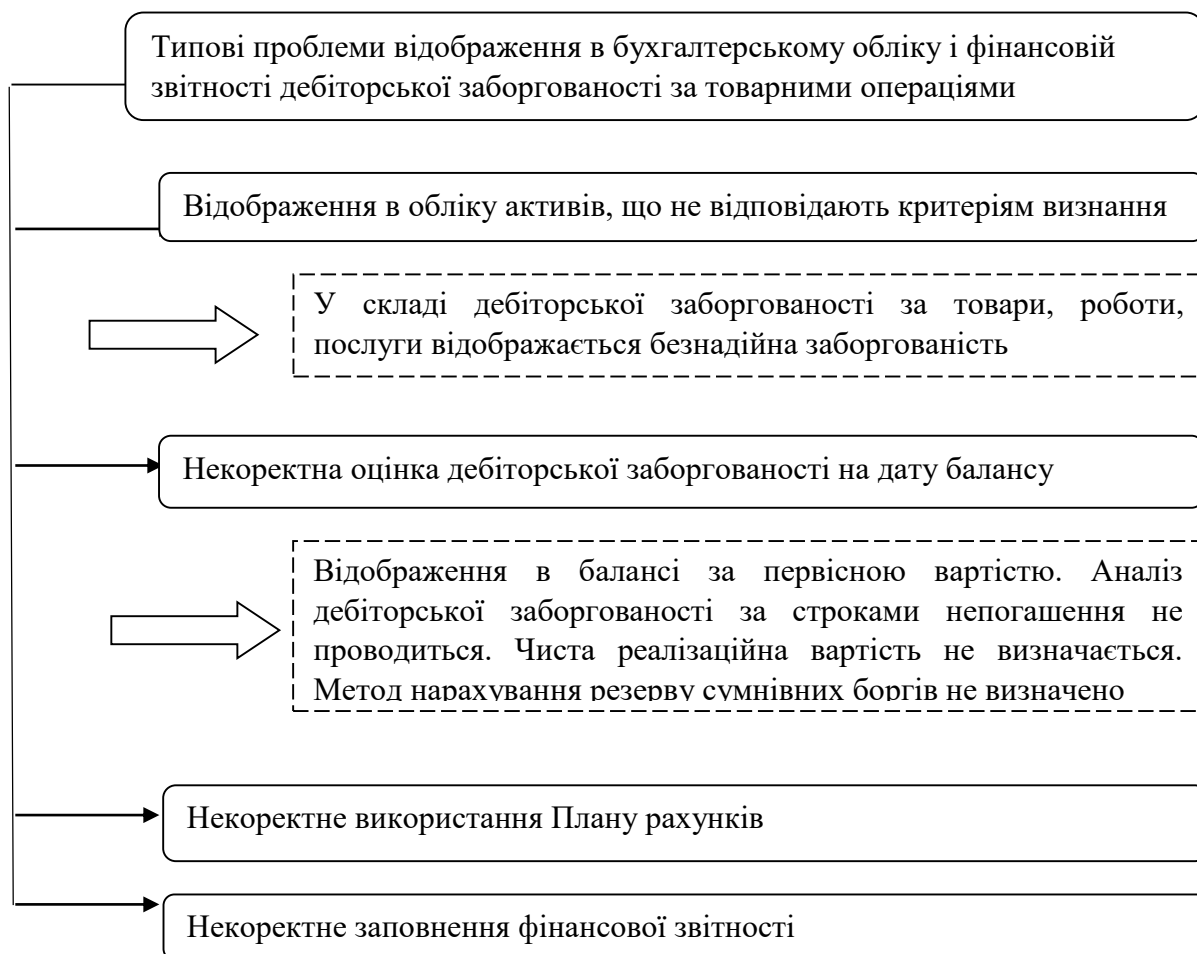 Типові проблеми відображення в бухгалтерському обліку і фінансовій
звітності дебіторської заборгованості за товарними операціями
Відображення в обліку активів, що не відповідають критеріям визнання
У складі дебіторської заборгованості за товари, роботи,
послуги відображається безнадійна заборгованість
Некоректна оцінка дебіторської заборгованості на дату балансу
Відображення в балансі за первісною вартістю. Аналіз
дебіторської заборгованості за строками непогашення не
проводиться. Чиста реалізаційна вартість не визначається.
Метод нарахування резерву сумнівних боргів не визначено
Некоректне використання Плану рахунків
Некоректне заповнення фінансової звітності